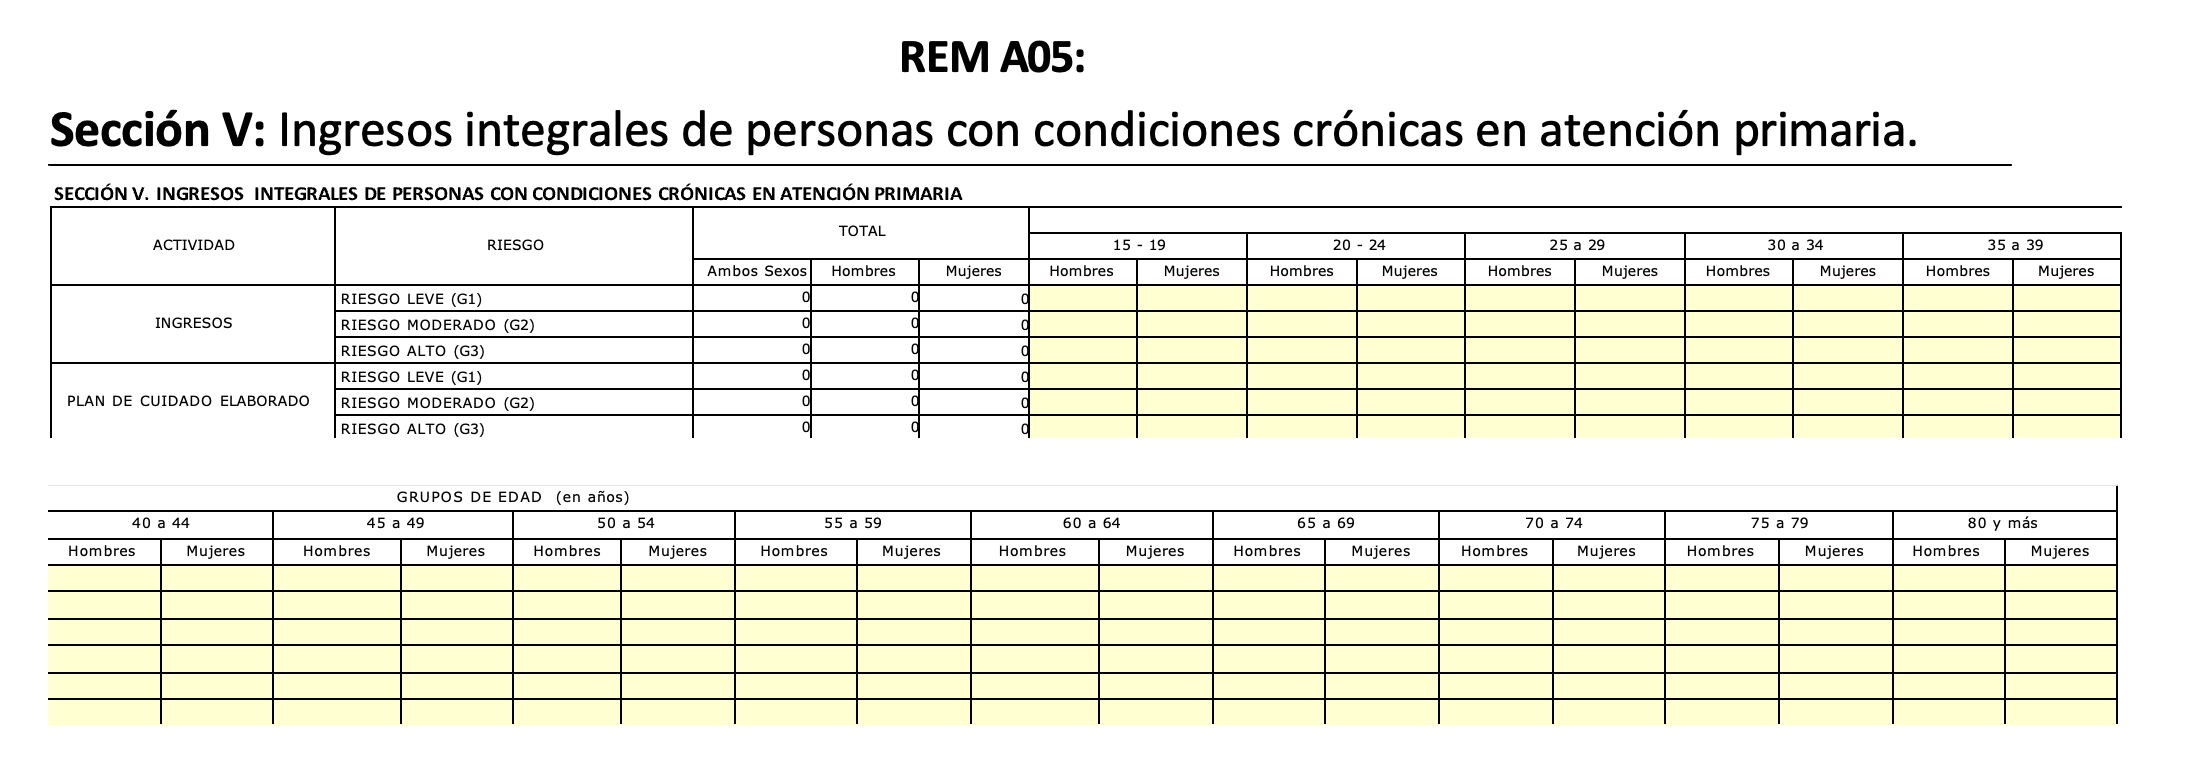 REM A05:
Sección V: Ingresos integrales de personas con condiciones crónicas en atención primaria.
SECCIÓN V. INGRESOS INTEGRALES DE PERSONAS CON CONDICIONES CRÓNICAS EN ATENCIÓN PRIMARIA
ACTIVIDAD RIESGO TOTAL
15 - 19 20 - 24 25 a 29 30 a 34 35 a 39
Ambos Sexos Hombres Mujeres Hombres Mujeres Hombres Mujeres Hombres Mujeres Hombres Mujeres Hombres Mujeres
INGRESOS
RIESGO LEVE (G1) 0 0 0
RIESGO MODERADO (G2) 0 0 0
RIESGO ALTO (G3) 0 0 0
PLAN DE CUIDADO ELABORADO
RIESGO LEVE (G1) 0 0 0
RIESGO MODERADO (G2) 0 0 0
RIESGO ALTO (G3) 0 0 0
GRUPOS DE EDAD (en años)
40 a 44 45 a 49 50 a 54 55 a 59 60 a 64 65 a 69 70 a 74 75 a 79 80 y más
Hombres Mujeres Hombres Mujeres Hombres Mujeres Hombres Mujeres Hombres Mujeres Hombres Mujeres Hombres Mujeres Hombres Mujeres Hombres Mujeres